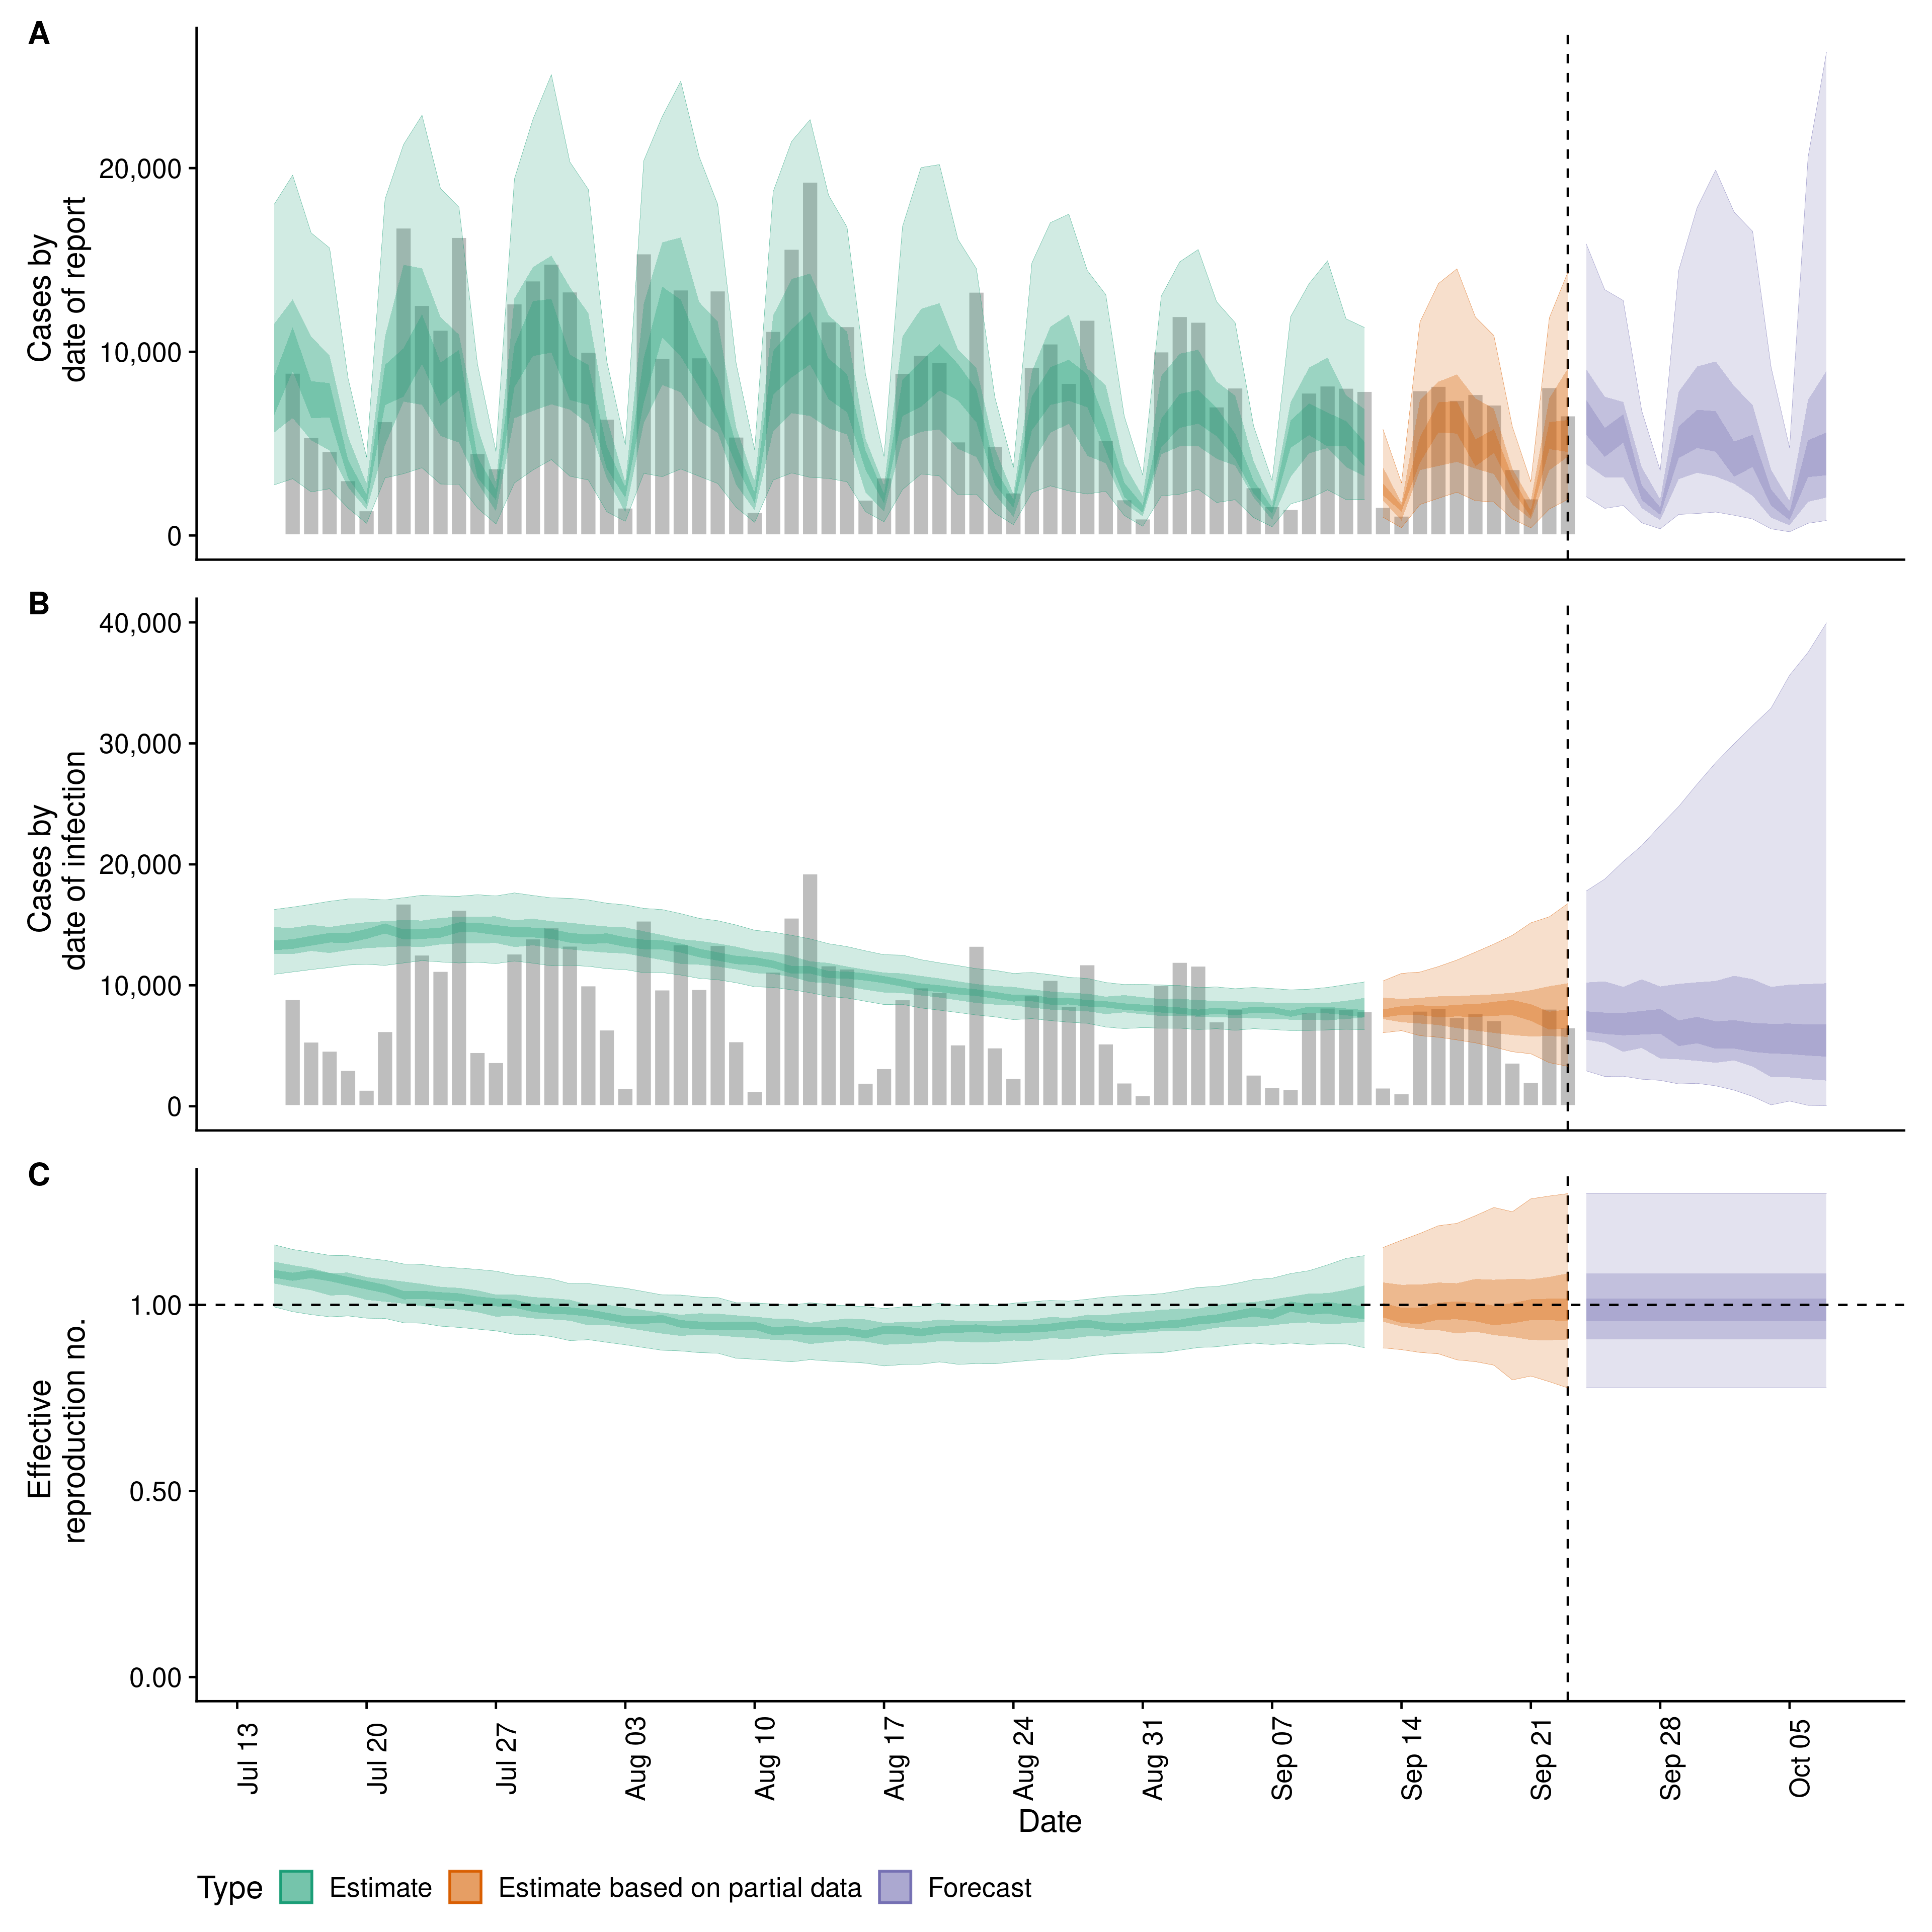 A
Cases by
date of report
20,000
10,000
0
B
Cases by
date of infection
40,000
30,000
20,000
10,000
0
C
Effective
reproduction no.
1.00
0.50
0.00
Jul 13
Jul 20
Jul 27
Aug 03
Aug 10
Aug 17
Aug 24
Aug 31
Sep 07
Sep 14
Sep 21
Sep 28
Oct 05
Date
Type Estimate Estimate based on partial data Forecast